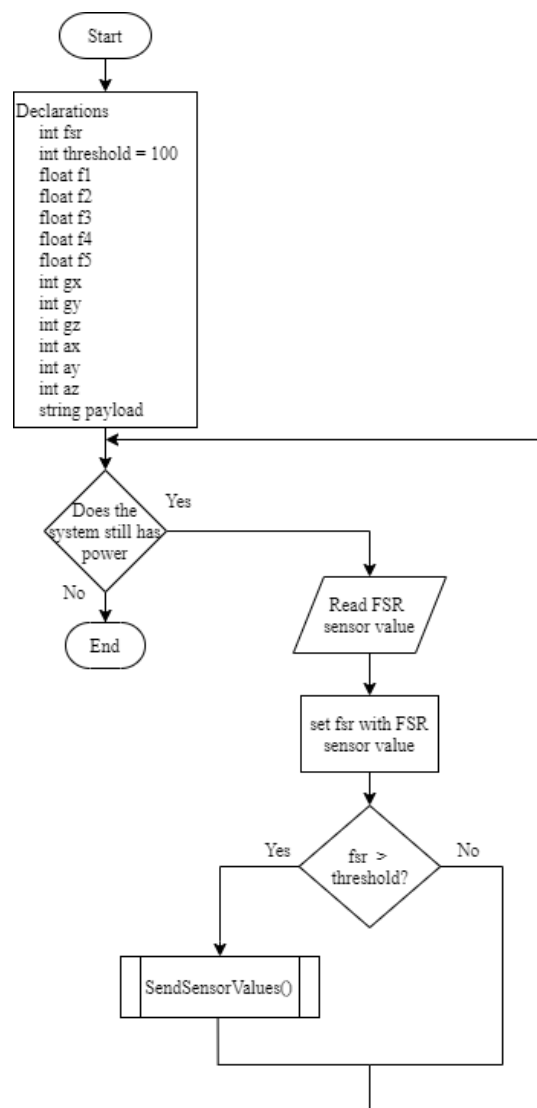 Start
Declarations
int fsr
int threshold = 100
float f1
float f2
float f3
float f4
float f5
int gx
int gy
int gz
int ax
int ay
int az
string payload
Does the
system still has
power
Yes
No
End
Read FSR
sensor value
set fsr with FSR
sensor value
fsr >
threshold?
Yes
No
SendSensorValues()